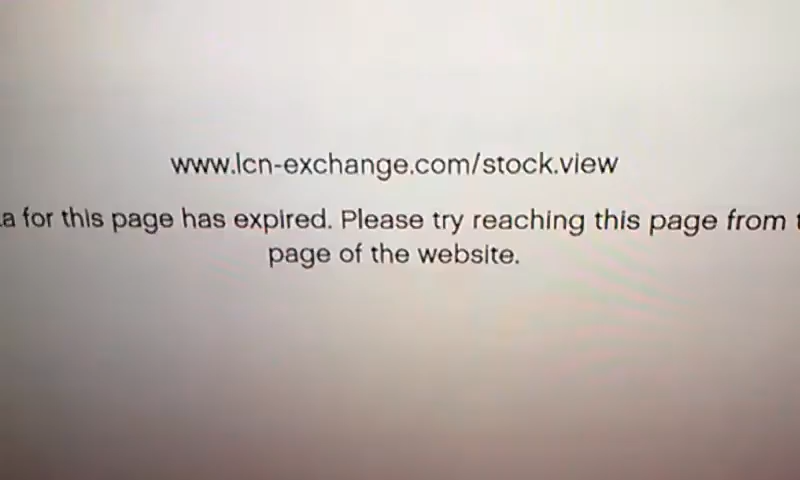 www.lcn-exchange.com/stock.view
for this page has expired. Please try reaching this page from
page of the website.